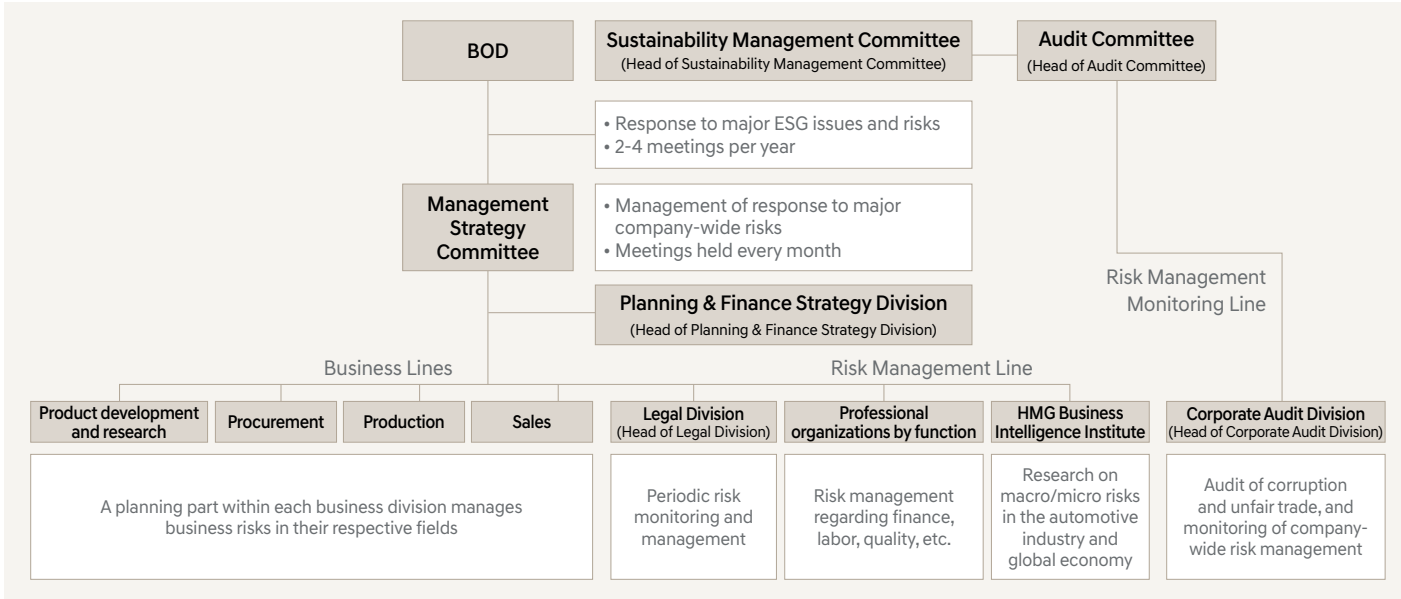 BOD
Sustainability Management Committee
(Head of Sustainability Management Committee)
Audit Committee
(Head of Audit Committee)
• Response to major ESG issues and risks
• 2-4 meetings per year
Management
Strategy
Committee
• Management of response to major
company-wide risks
• Meetings held every month
Risk Management
Monitoring Line
Planning & Finance Strategy Division
(Head of Planning & Finance Strategy Division)
Business Lines
Risk Management Line
Product development
and research
Procurement
Production
Sales
Legal Division
(Head of Legal Division)
Professional
organizations by function
HMG Business
Intelligence Institute
Corporate Audit Division
(Head of Corporate Audit Division)
A planning part within each business division manages
business risks in their respective fields
Periodic risk
monitoring and
management
Risk management
regarding finance,
labor, quality, etc.
Research on
macro/micro risks
in the automotive
industry and
global economy
Audit of corruption
and unfair trade, and
monitoring of company-
wide risk management